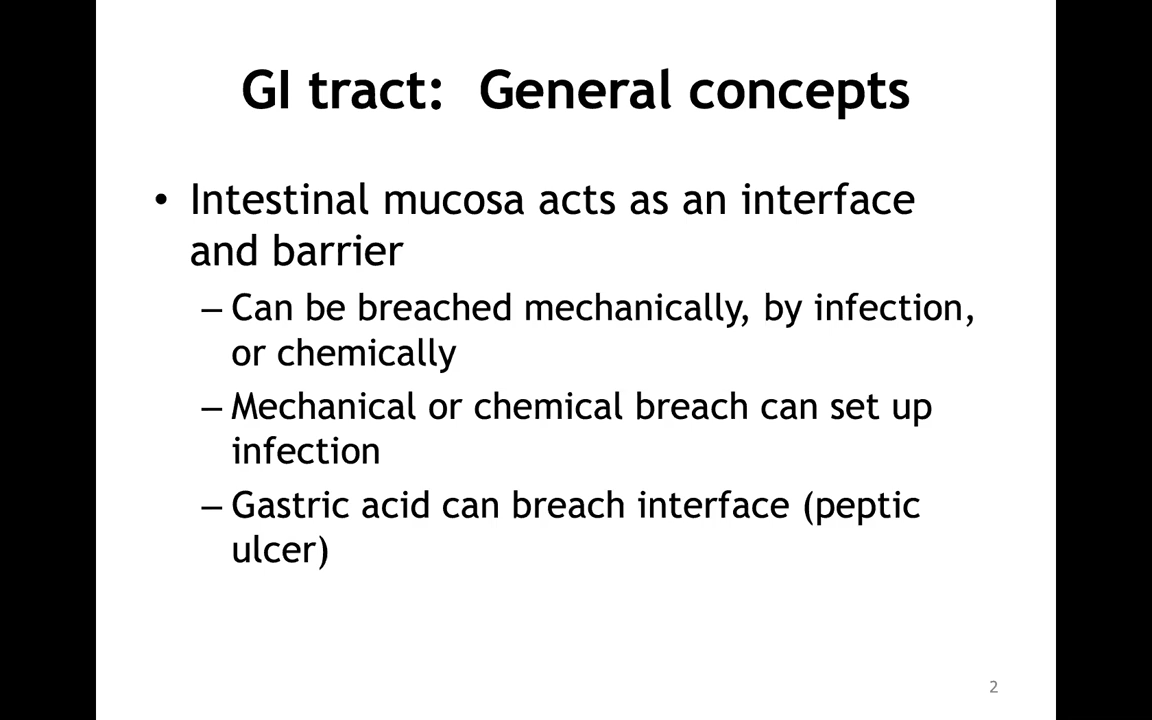 GI tract:  General concepts
• Intestinal mucosa acts as an interface
and barrier
– Can be breached mechanically, by infection,
or chemically
– Mechanical or chemical breach can set up
infection
– Gastric acid can breach interface (peptic
ulcer)
2